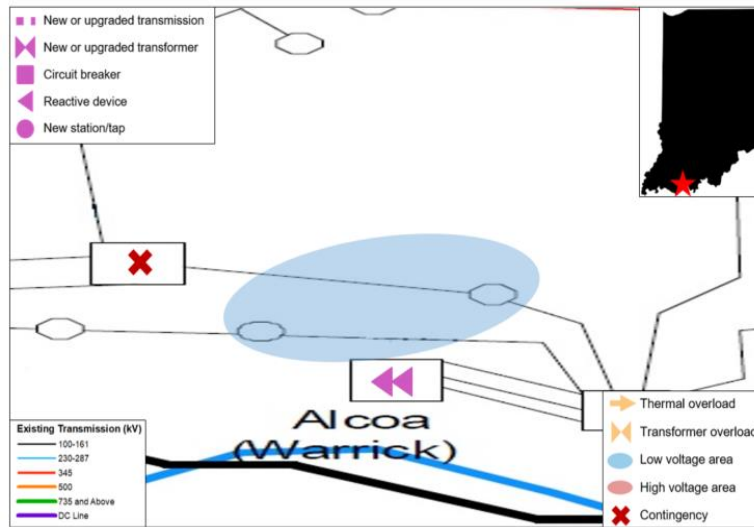 New or upgraded transmission
New or upgraded transformer
Circuit breaker
Reactive device
New station/tap
Alcoa
(Warrick)
Existing Transmission (kV)
100-161
230-287
345
500
735 and Above
DC Line
Thermal overload
Transformer overload
Low voltage area
High voltage area
Contingency